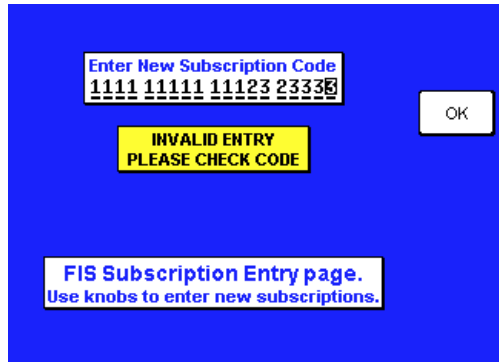 Enter New Subscription Code
1111 11111 11123 23333
OK
INVALID ENTRY
PLEASE CHECK CODE
FIS Subscription Entry page.
Use knobs to enter new subscriptions.